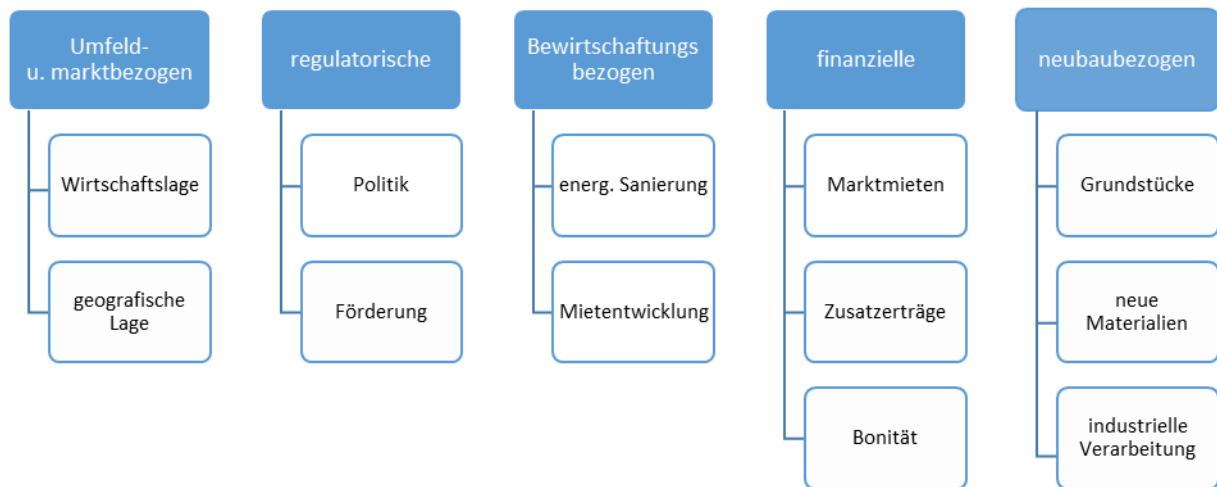 Umfeld-
u. marktbezogen
regulatorische
Bewirtschaftungs
bezogen
finanzielle
neubaubezogen
Wirtschaftslage
Politik
energ. Sanierung
Marktmieten
Grundstücke
geografische
Lage
Förderung
Mietentwicklung
Zusatzerträge
neue
Materialien
Bonität
industrielle
Verarbeitung